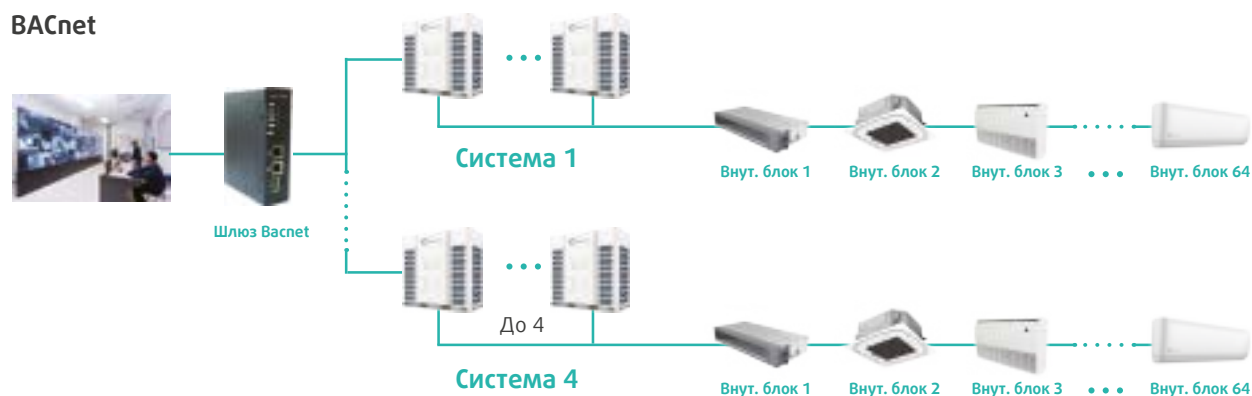 BACnet
Система 1
Внут. блок 1
Внут. блок 2
Внут. блок 3
Внут. блок 64
Шлюз Bacnet
До 4
Система 4
Внут. блок 1
Внут. блок 2
Внут. блок 3
Внут. блок 64